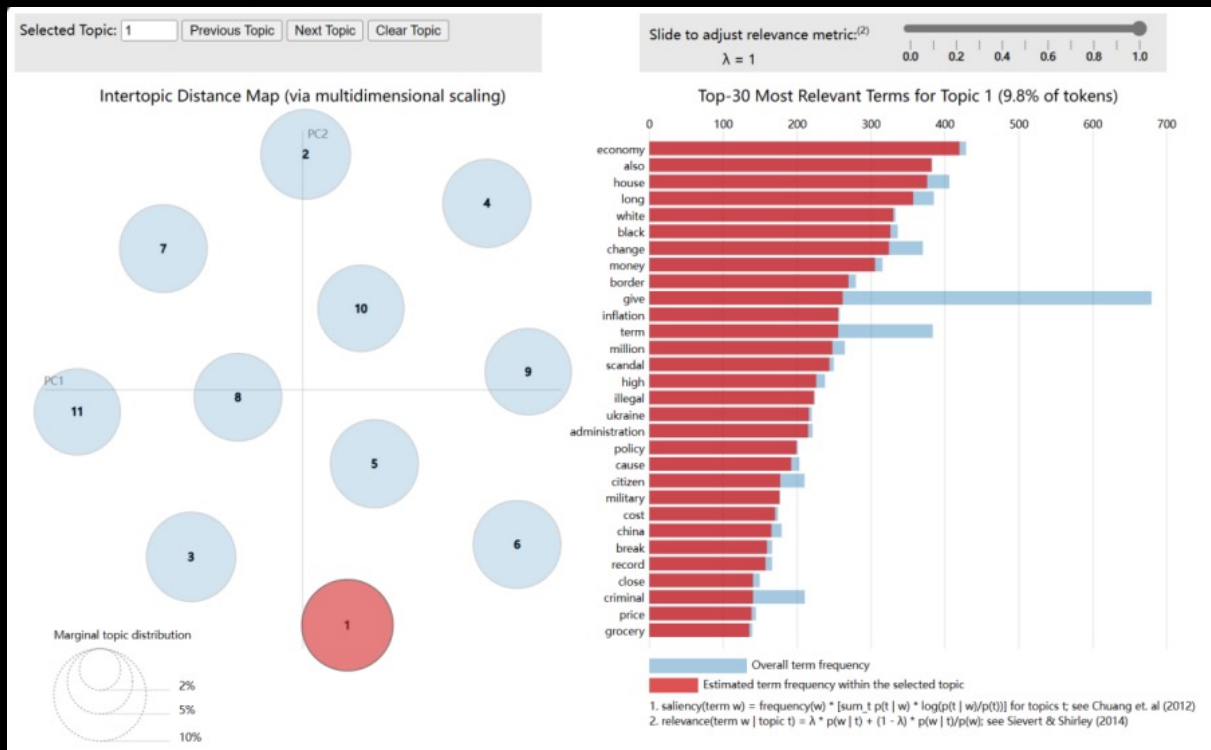 Selected Topic: 1 Previous Topic Next Topic Clear Topic
Slide to adjust relevance metric:(2)
λ = 1
0.0 0.2 0.4 0.6 0.8 1.0
Intertopic Distance Map (via multidimensional scaling)
PC2
2
4
7
10
9
PC1
11
8
5
3
6
1
Marginal topic distribution
2%
5%
10%
Top-30 Most Relevant Terms for Topic 1 (9.8% of tokens)
0 100 200 300 400 500 600 700
economy
also
house
long
white
black
change
money
border
give
inflation
term
million
scandal
high
illegal
ukraine
administration
policy
cause
citizen
military
cost
china
break
record
close
criminal
price
grocery
Overall term frequency
Estimated term frequency within the selected topic
1. saliency(term w) = frequency(w) * [sum_t p(t | w) * log(p(t | w)/p(t))] for topics t; see Chuang et. al (2012)
2. relevance(term w | topic t) = λ * p(w | t) + (1 - λ) * p(w | t)/p(w); see Sievert & Shirley (2014)